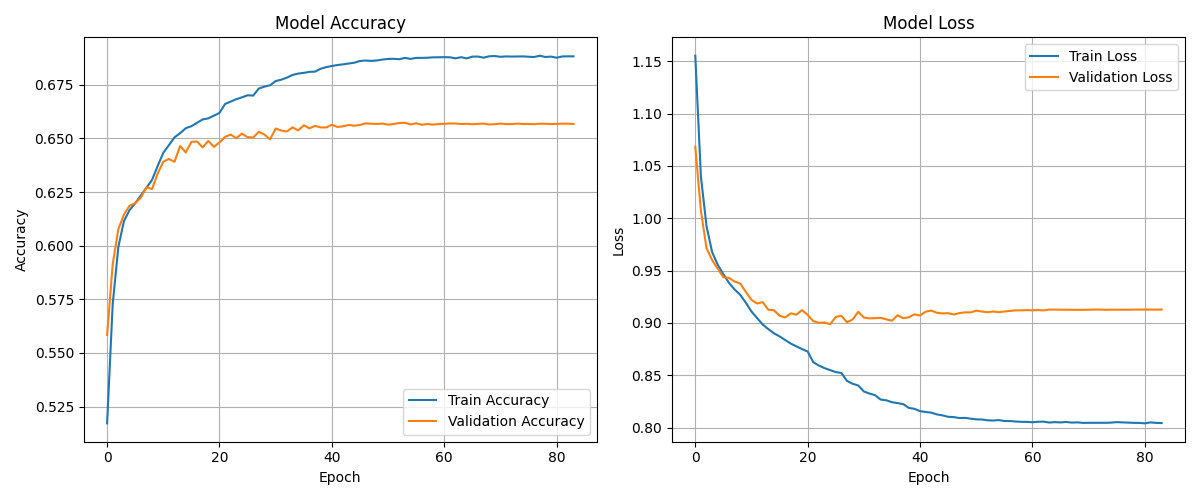 Model Accuracy
0.675
0.650
0.625
0.600
0.575
0.550
0.525
Accuracy
0
20
40
60
80
Epoch
Train Accuracy
Validation Accuracy
Model Loss
1.15
1.10
1.05
1.00
0.95
0.90
0.85
0.80
Loss
0
20
40
60
80
Epoch
Train Loss
Validation Loss